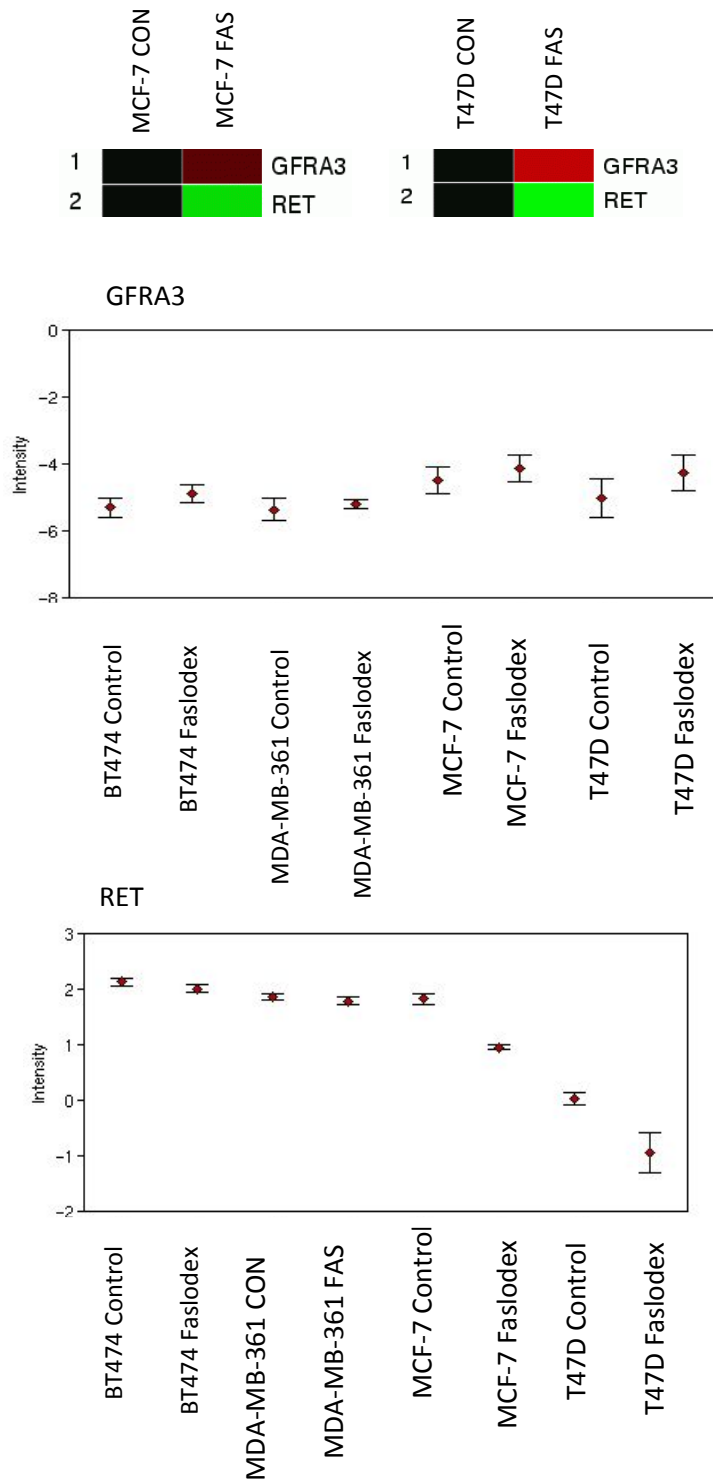 MCF-7 CON
MCF-7 FAS
T47D CON
T47D FAS
1 GFRA3
2 RET
1 GFRA3
2 RET
GFRA3
0
-2
-4
-6
-8
Intensity
BT474 Control
BT474 Faslodex
MDA-MB-361 Control
MDA-MB-361 Faslodex
MCF-7 Control
MCF-7 Faslodex
T47D Control
T47D Faslodex
RET
3
2
1
0
-1
-2
Intensity
BT474 Control
BT474 Faslodex
MDA-MB-361 CON
MDA-MB-361 FAS
MCF-7 Control
MCF-7 Faslodex
T47D Control
T47D Faslodex